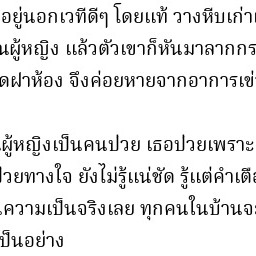 อยู่นอกเวทีดีๆ โดยแท้ วางหีบเก่า
ผู้หญิง แล้วตัวเขาก็หันมาลากกร
ฝาห้อง จึงค่อยหายจากอาการเข่
ผู้หญิงเป็นคนป่วย เธอป่วยเพราะ
ป่วยทางใจ ยังไม่รู้แน่ชัด รู้แต่คำเตื
ความเป็นจริงเลย ทุกคนในบ้านจะ
เป็นอย่าง